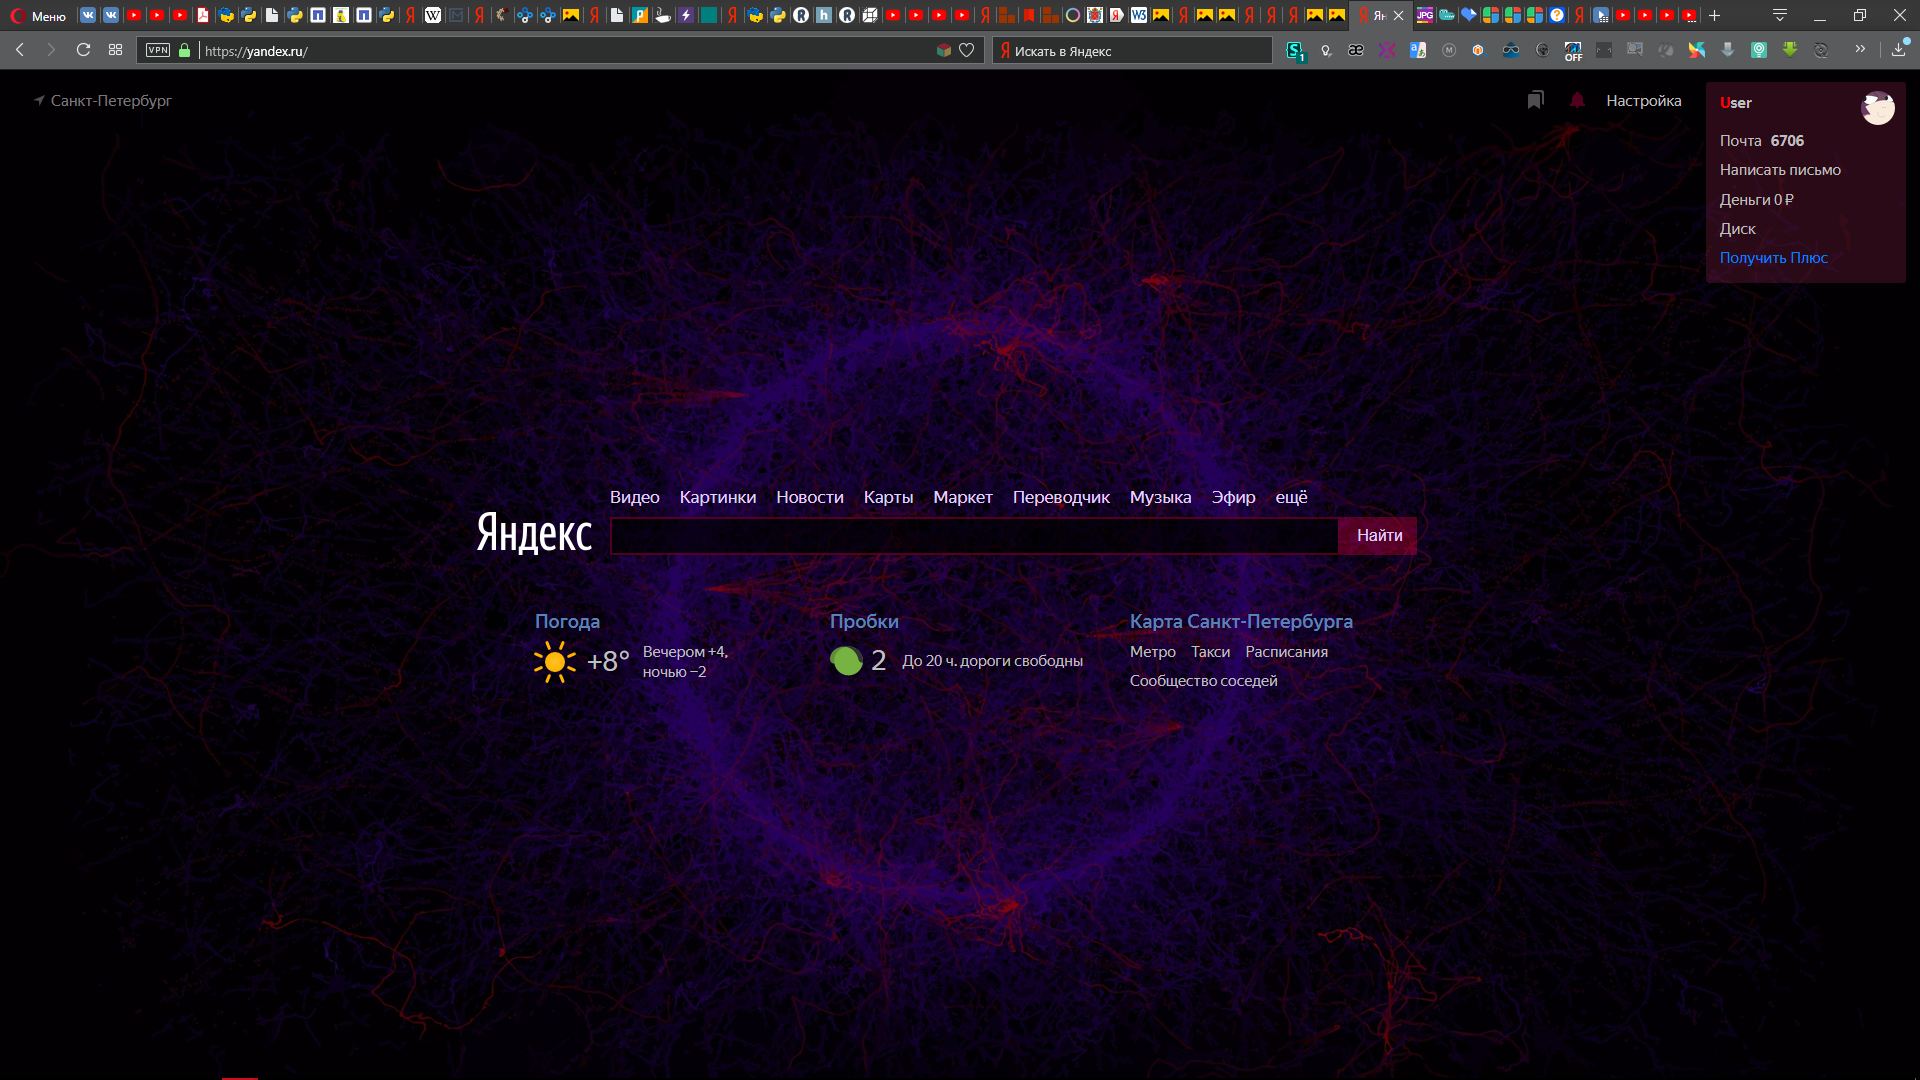 Меню
Ян
VPN
https://yandex.ru/
Искать в Яндекс
1
OFF
Санкт-Петербург
Настройка
User
Почта 6706
Написать письмо
Деньги 0 ₽
Диск
Получить Плюс
Видео Картинки Новости Карты Маркет Переводчик Музыка Эфир ещё
Яндекс
Найти
Погода
+8°
Вечером +4,
ночью −2
Пробки
2
До 20 ч. дороги свободны
Карта Санкт-Петербурга
Метро Такси Расписания
Сообщество соседей